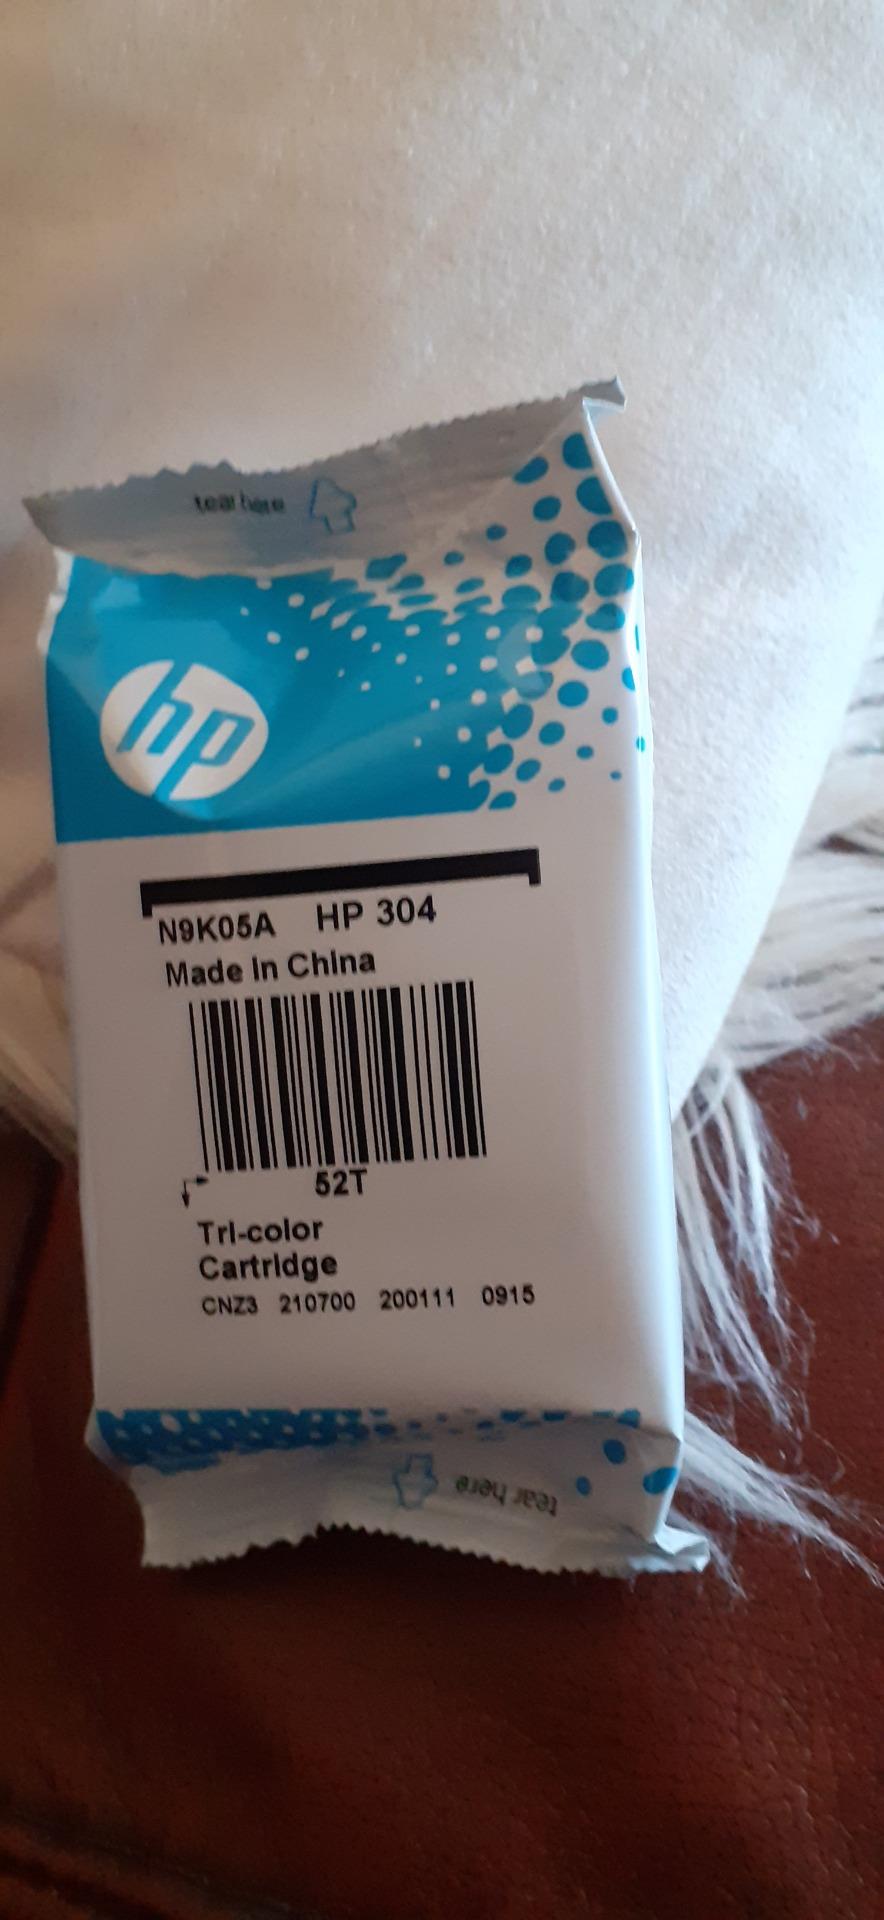 tear here
hp
N9K05A HP 304
Made In China
52T
Tri-color
Cartridge
CNZ3 210700 200111 0915
tear here